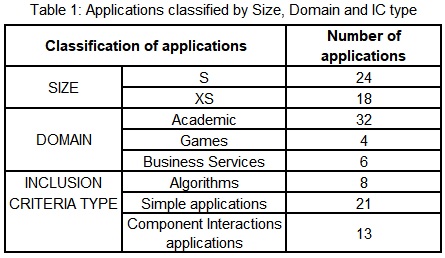 Table 1: Applications classified by Size, Domain and IC type
Classification of applications Number of applications
SIZE S 24
XS 18
DOMAIN Academic 32
Games 4
Business Services 6
INCLUSION CRITERIA TYPE Algorithms 8
Simple applications 21
Component Interactions applications 13